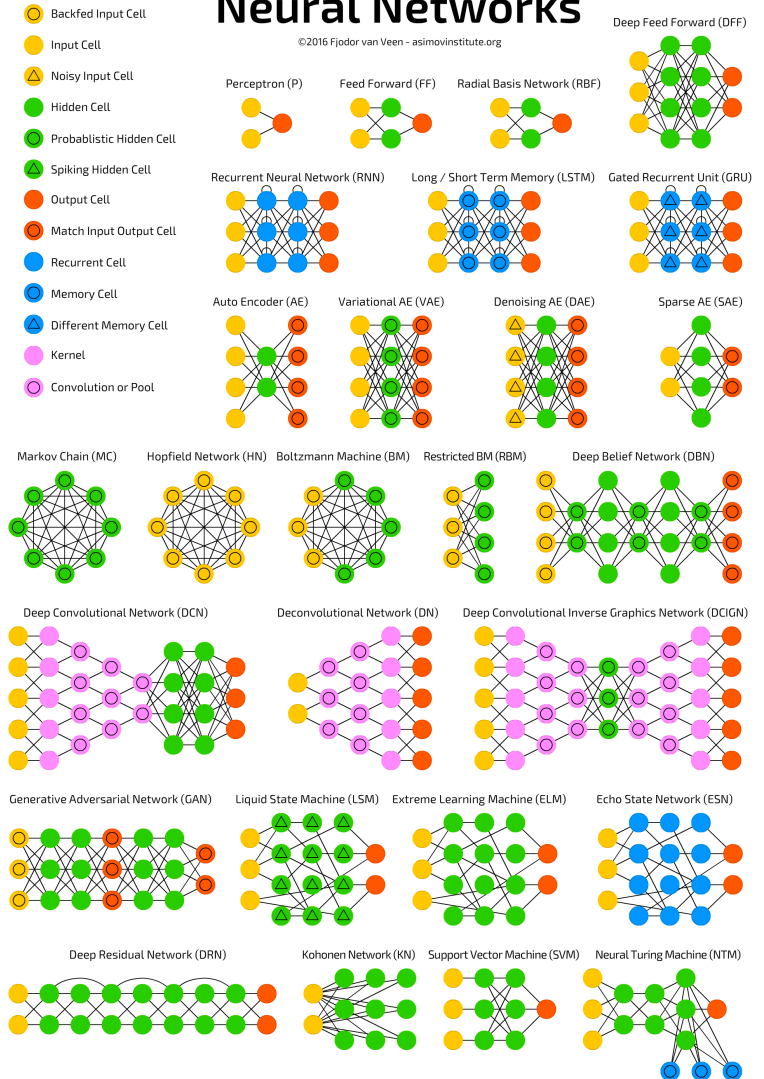 Neural Networks
©2016 Fjodor van Veen - asimovinstitute.org
Backfed Input Cell
Input Cell
Noisy Input Cell
Hidden Cell
Probablistic Hidden Cell
Spiking Hidden Cell
Output Cell
Match Input Output Cell
Recurrent Cell
Memory Cell
Different Memory Cell
Kernel
Convolution or Pool
Deep Feed Forward (DFF)
Perceptron (P)
Feed Forward (FF)
Radial Basis Network (RBF)
Recurrent Neural Network (RNN)
Long / Short Term Memory (LSTM)
Gated Recurrent Unit (GRU)
Auto Encoder (AE)
Variational AE (VAE)
Denoising AE (DAE)
Sparse AE (SAE)
Markov Chain (MC)
Hopfield Network (HN)
Boltzmann Machine (BM)
Restricted BM (RBM)
Deep Belief Network (DBN)
Deep Convolutional Network (DCN)
Deconvolutional Network (DN)
Deep Convolutional Inverse Graphics Network (DCIGN)
Generative Adversarial Network (GAN)
Liquid State Machine (LSM)
Extreme Learning Machine (ELM)
Echo State Network (ESN)
Deep Residual Network (DRN)
Kohonen Network (KN)
Support Vector Machine (SVM)
Neural Turing Machine (NTM)